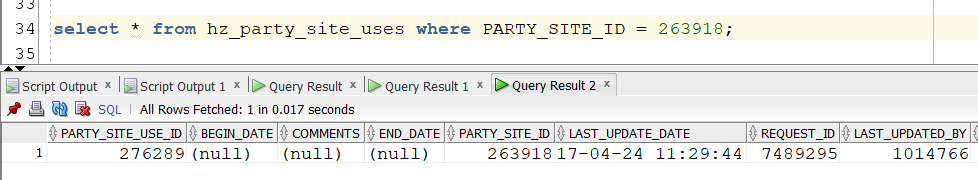 33
34 select * from hz_party_site_uses where PARTY_SITE_ID = 263918;
35
Script Output × Script Output 1 × Query Result × Query Result 1 × Query Result 2 ×
SQL | All Rows Fetched: 1 in 0.017 seconds
PARTY_SITE_USE_ID BEGIN_DATE COMMENTS END_DATE PARTY_SITE_ID LAST_UPDATE_DATE REQUEST_ID LAST_UPDATED_BY
1 276289 (null) (null) (null) 263918 17-04-24 11:29:44 7489295 1014766